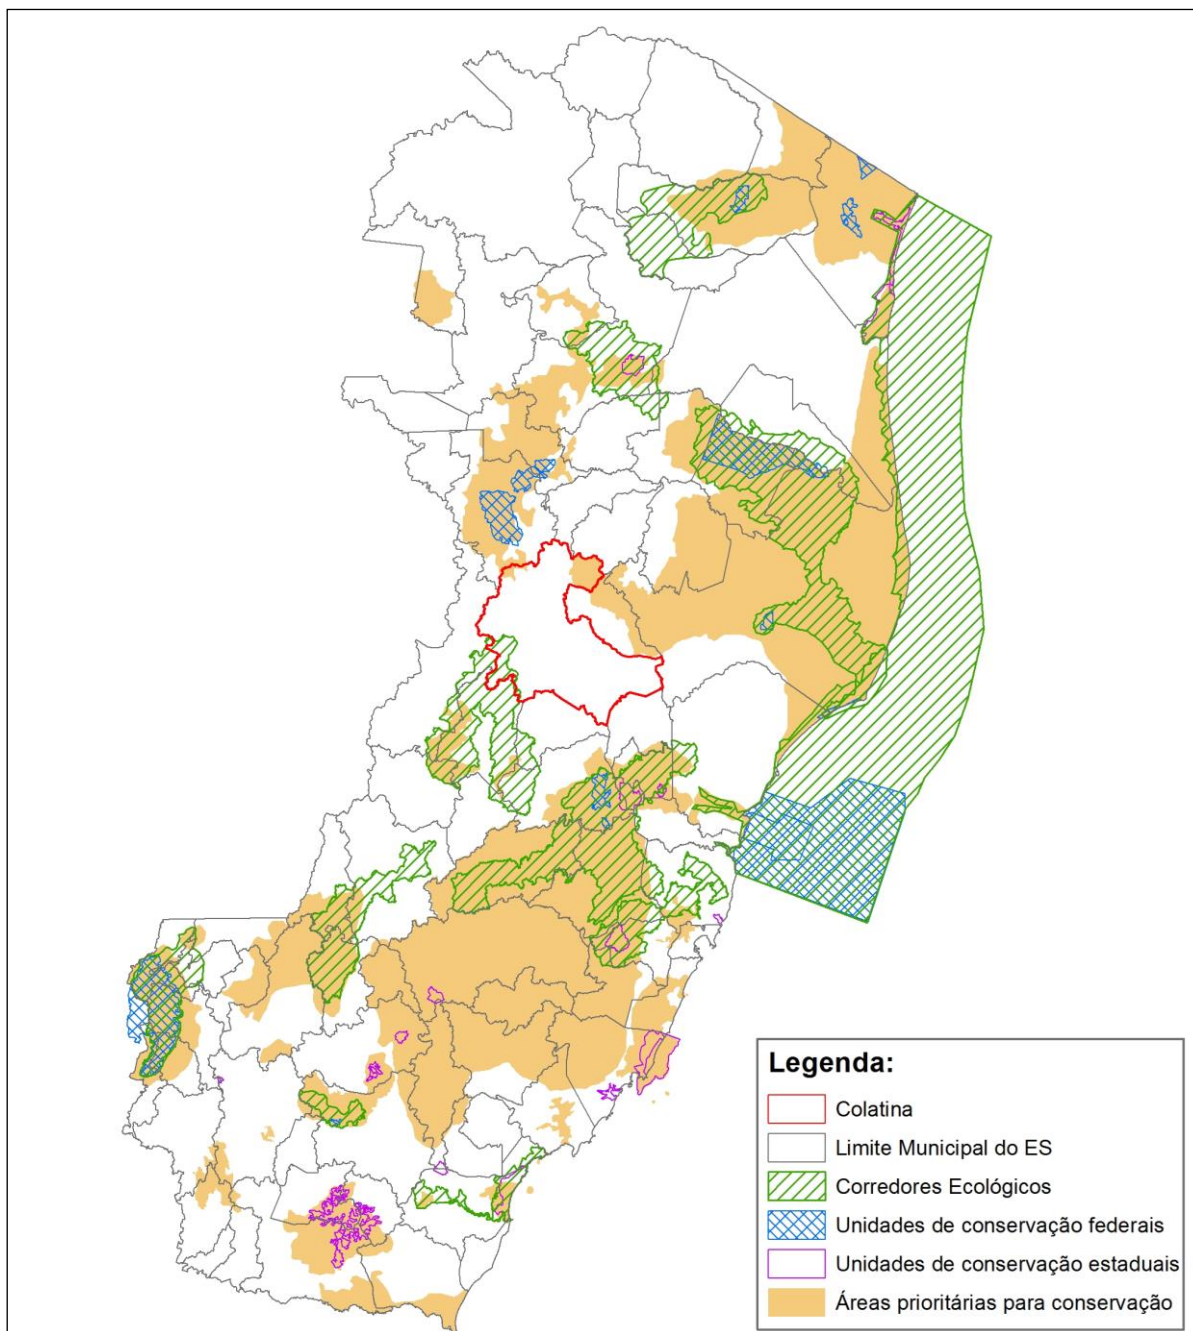 Legenda:
Colatina
Limite Municipal do ES
Corredores Ecológicos
Unidades de conservação federais
Unidades de conservação estaduais
Áreas prioritárias para conservação